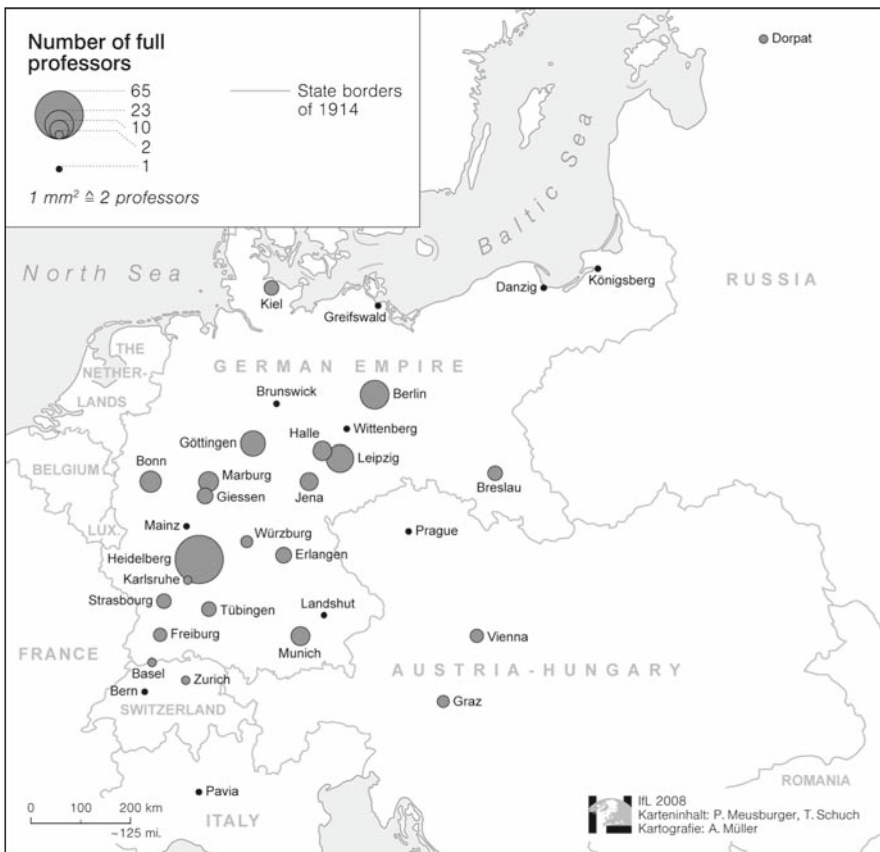 Number of full
professors
65
23
10
2
1
1 mm² ≙ 2 professors
State borders
of 1914
Dorpat
Baltic Sea
North Sea
Kiel
Greifswald
Danzig
Königsberg
RUSSIA
THE
NETHER-
LANDS
GERMAN EMPIRE
Brunswick
Berlin
Wittenberg
Göttingen
Halle
Leipzig
BELGIUM
Bonn
Marburg
Giessen
Jena
Breslau
LUX.
Mainz
Würzburg
Prague
Heidelberg
Erlangen
Karlsruhe
Strasbourg
Tübingen
Landshut
Freiburg
Munich
Vienna
FRANCE
AUSTRIA-HUNGARY
Basel
Zurich
Bern
SWITZERLAND
Graz
Pavia
ITALY
ROMANIA
0 100 200 km
~125 mi.
IfL 2008
Karteninhalt: P. Meusburger, T. Schuch
Kartografie: A. Müller